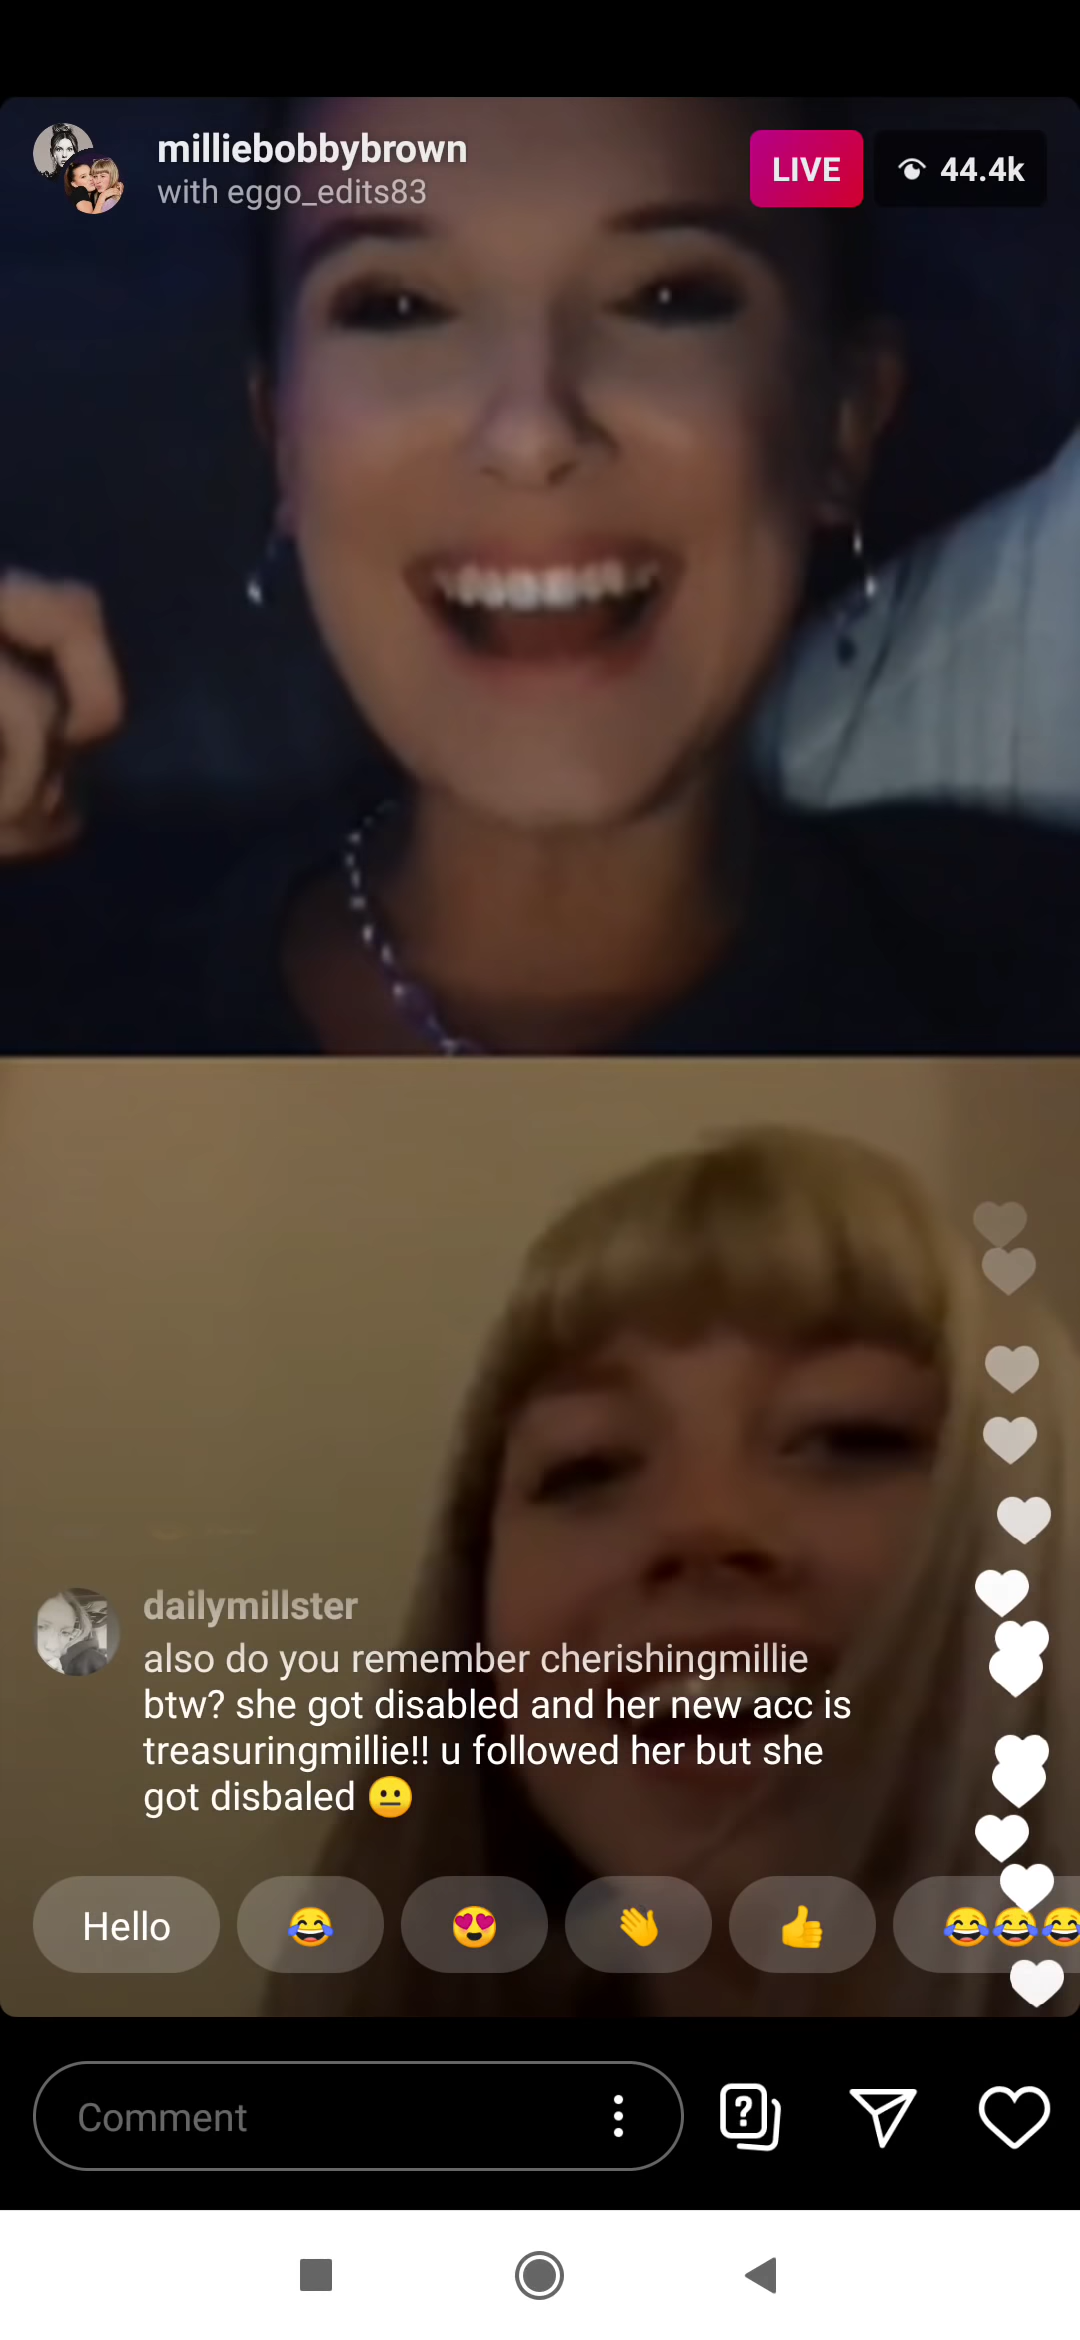 milliebobbybrown
with eggo_edits83
LIVE
44.4k
dailymillster
also do you remember cherishingmillie
btw? she got disabled and her new acc is
treasuringmillie!! u followed her but she
got disbaled 😐
Hello 😂 😍 👋 👍 😂😂😂
Comment
?